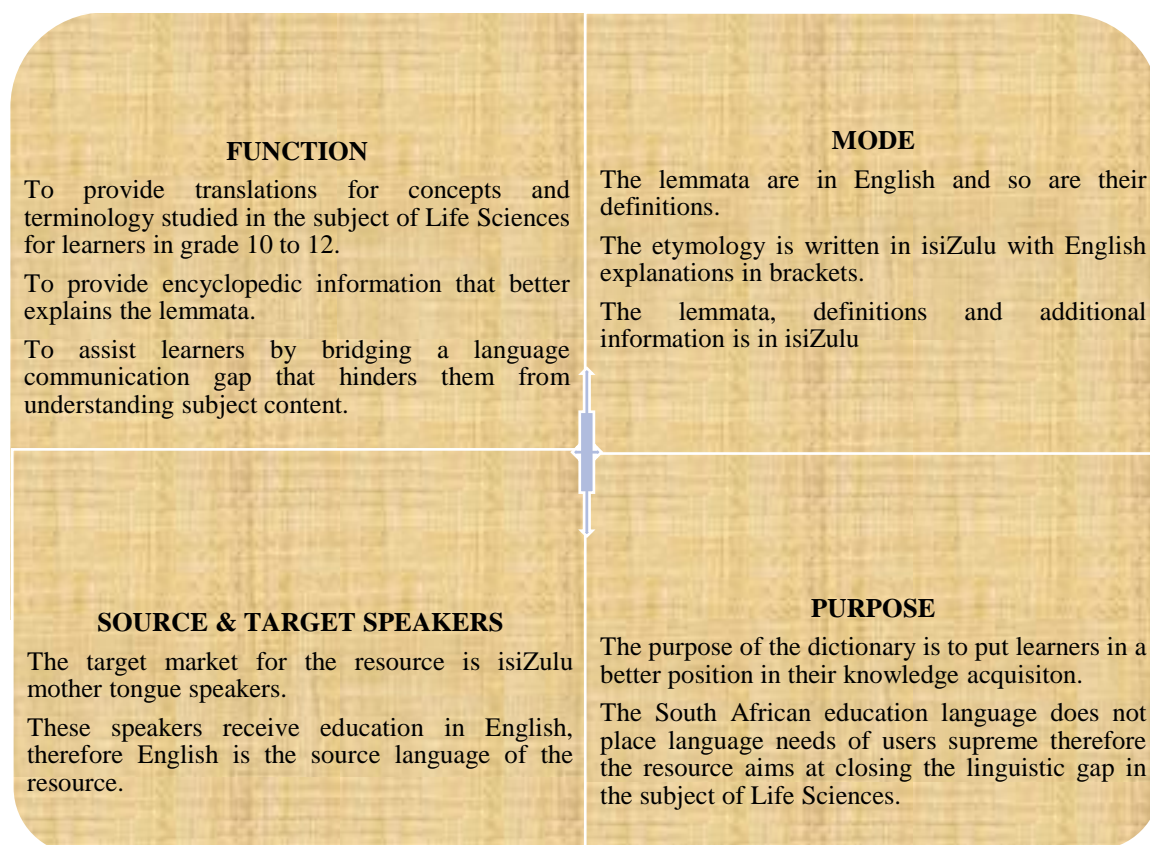 FUNCTION
To provide translations for concepts and
terminology studied in the subject of Life Sciences
for learners in grade 10 to 12.
To provide encyclopedic information that better
explains the lemmata.
To assist learners by bridging a language
communication gap that hinders them from
understanding subject content.
MODE
The lemmata are in English and so are their
definitions.
The etymology is written in isiZulu with English
explanations in brackets.
The lemmata, definitions and additional
information is in isiZulu
SOURCE & TARGET SPEAKERS
The target market for the resource is isiZulu
mother tongue speakers.
These speakers receive education in English,
therefore English is the source language of the
resource.
PURPOSE
The purpose of the dictionary is to put learners in a
better position in their knowledge acquisiton.
The South African education language does not
place language needs of users supreme therefore
the resource aims at closing the linguistic gap in
the subject of Life Sciences.